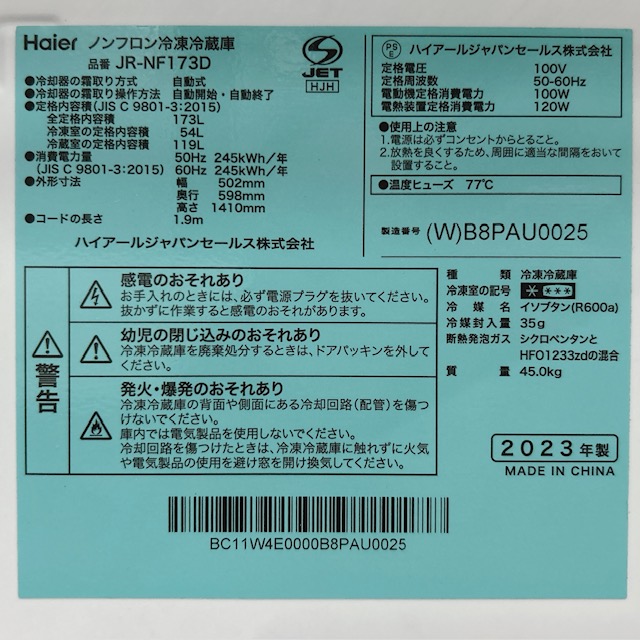 Haier ノンフロン冷凍冷蔵庫
品番 JR-NF173D
●冷却器の霜取り方式 自動式
●冷却器の霜取り操作方法 自動開始・自動終了
●定格内容積(JIS C 9801-3:2015)
全定格内容積 173L
冷凍室の定格内容積 54L
冷蔵室の定格内容積 119L
●消費電力量 50Hz 245kWh/年
(JIS C 9801-3:2015) 60Hz 245kWh/年
●外形寸法 幅 502mm
奥行 598mm
高さ 1410mm
●コードの長さ 1.9m
ハイアールジャパンセールス株式会社
JET
HJH
PSE ハイアールジャパンセールス株式会社
定格電圧 100V
定格周波数 50-60Hz
電動機定格消費電力 100W
電熱装置定格消費電力 120W
●使用上の注意
1.電源は必ずコンセントからとること。
2.放熱を良くするため、周囲に適当な間隔をおいて
設置すること。
●温度ヒューズ 77℃
製造番号 (W)B8PAU0025
警告
感電のおそれあり
お手入れのときには、必ず電源プラグを抜いてください。
抜かずに作業すると感電のおそれあり
幼児の閉じ込みのおそれあり
冷凍冷蔵庫を廃棄処分するときは、ドアパッキンを外して
ください。
発火・爆発のおそれあり
冷凍冷蔵庫の背面や側面にある冷却回路(配管)を傷つ
けないでください。
庫内では電気製品を使用しないでください。
冷却回路を傷つけたときは、冷凍冷蔵庫に触れずに火気
や電気製品の使用を避け窓を開け換気してください。
種類 冷凍冷蔵庫
冷凍室の記号 * ***
冷媒名 イソブタン(R600a)
冷媒封入量 35g
断熱発泡ガス シクロペンタンと
HFO1233zdの混合
質量 45.0kg
2023年製
MADE IN CHINA
BC11W4E0000B8PAU0025